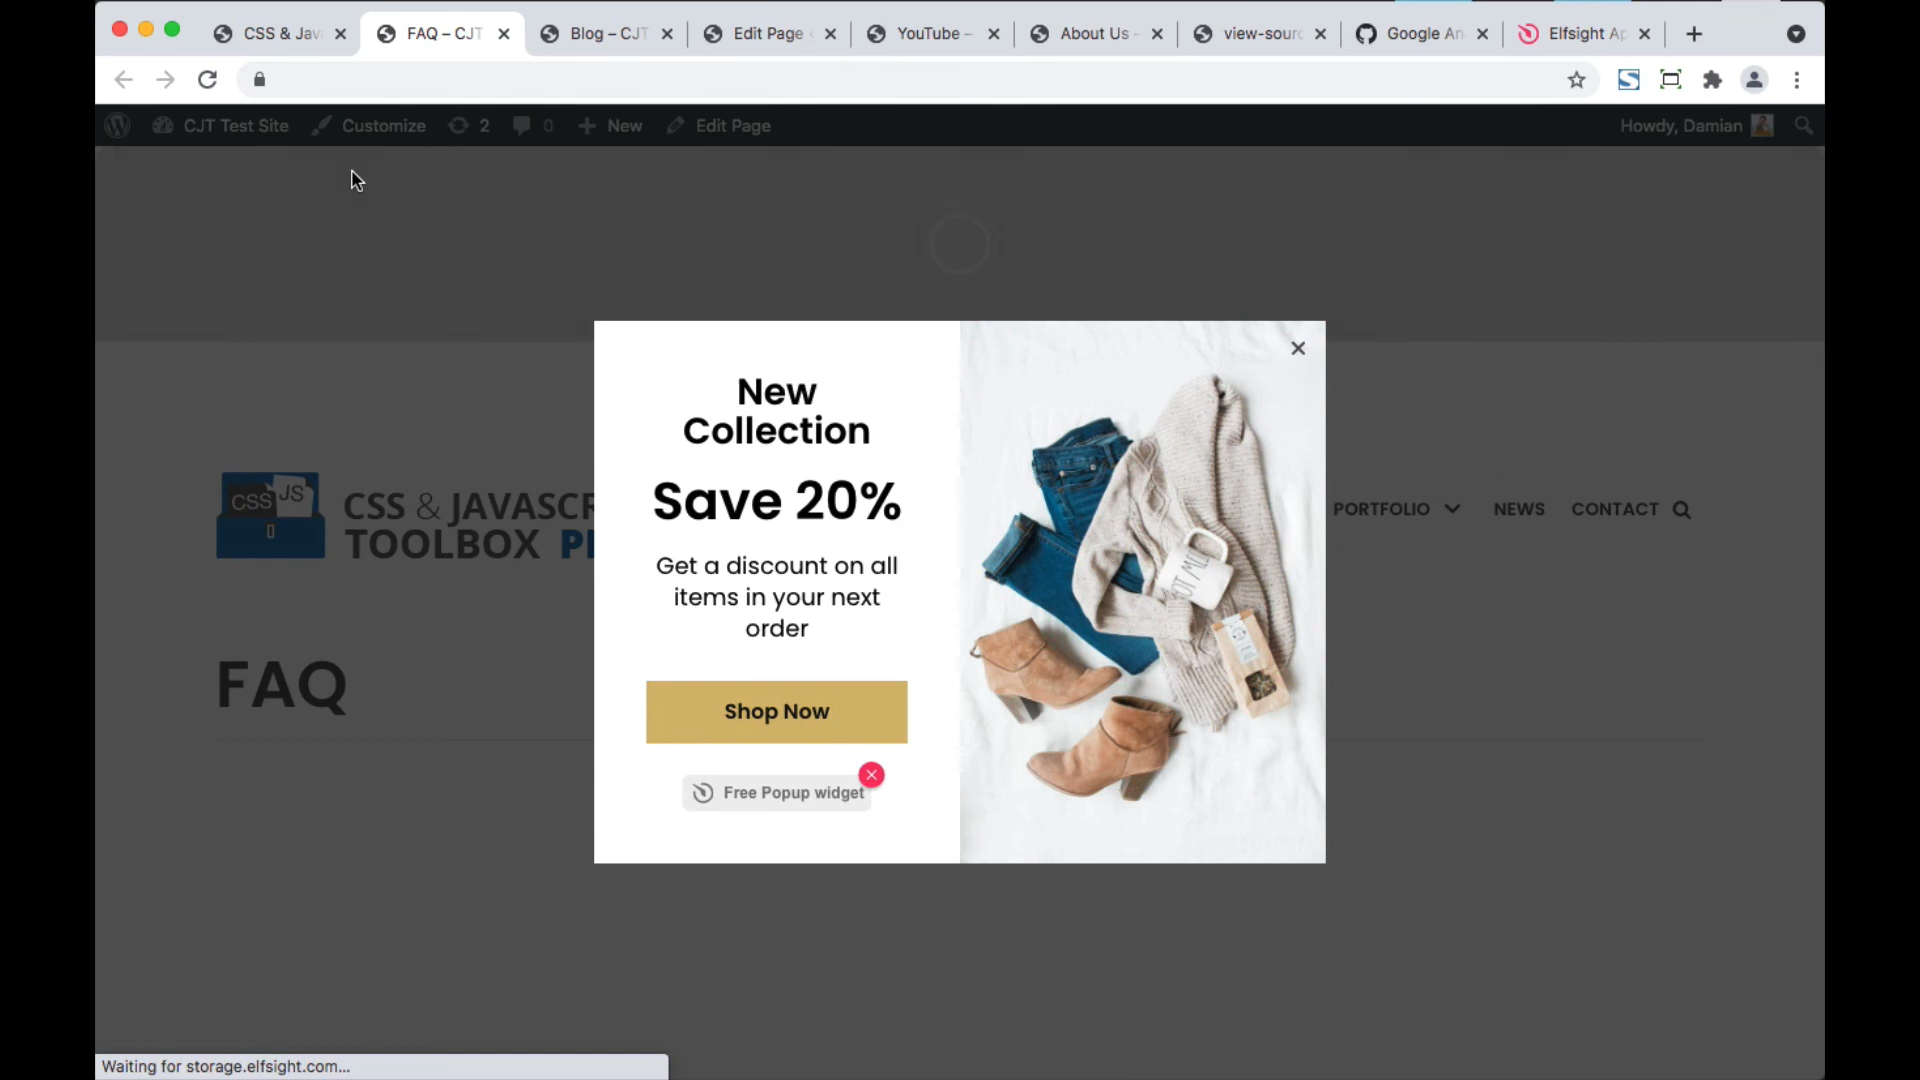 CSS & Jav
FAQ – CJT
Blog – CJT
Edit Page
YouTube –
About Us -
view-sourc
Google An
Elfsight Ap
CJT Test Site
Customize
2
0
New
Edit Page
Howdy, Damian
New
Collection
Save 20%
Get a discount on all
items in your next
order
Shop Now
Free Popup widget
CSS JS
CSS & JAVASCR
TOOLBOX P
PORTFOLIO
NEWS
CONTACT
FAQ
Waiting for storage.elfsight.com...